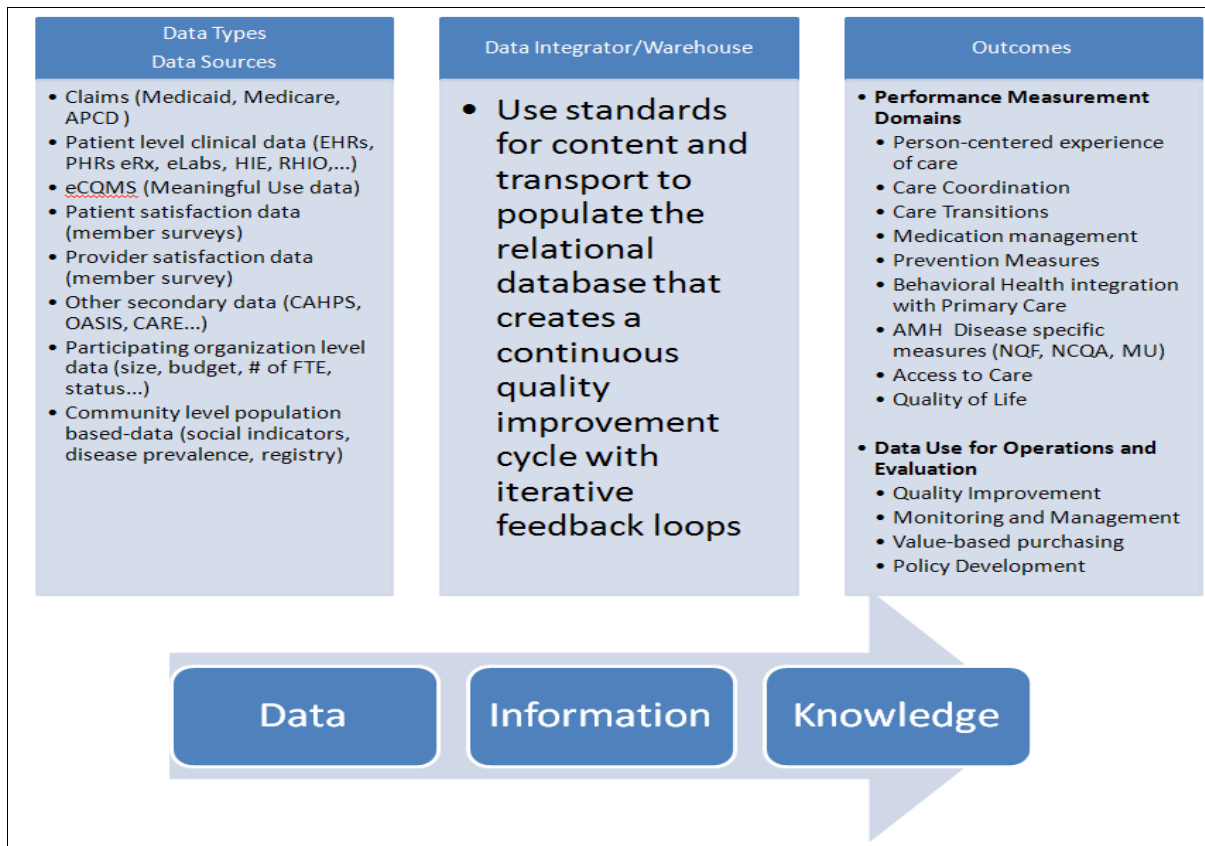 Data Types
Data Sources
• Claims (Medicaid, Medicare,
APCD )
• Patient level clinical data (EHRs,
PHRs eRx, eLabs, HIE, RHIO,...)
• eCQMS (Meaningful Use data)
• Patient satisfaction data
(member surveys)
• Provider satisfaction data
(member survey)
• Other secondary data (CAHPS,
OASIS, CARE...)
• Participating organization level
data (size, budget, # of FTE,
status...)
• Community level population
based-data (social indicators,
disease prevalence, registry)
Data Integrator/Warehouse
• Use standards
for content and
transport to
populate the
relational
database that
creates a
continuous
quality
improvement
cycle with
iterative
feedback loops
Outcomes
• Performance Measurement
Domains
• Person-centered experience
of care
• Care Coordination
• Care Transitions
• Medication management
• Prevention Measures
• Behavioral Health integration
with Primary Care
• AMH  Disease specific
measures (NQF, NCQA, MU)
• Access to Care
• Quality of Life
• Data Use for Operations and
Evaluation
• Quality Improvement
• Monitoring and Management
• Value-based purchasing
• Policy Development
Data
Information
Knowledge